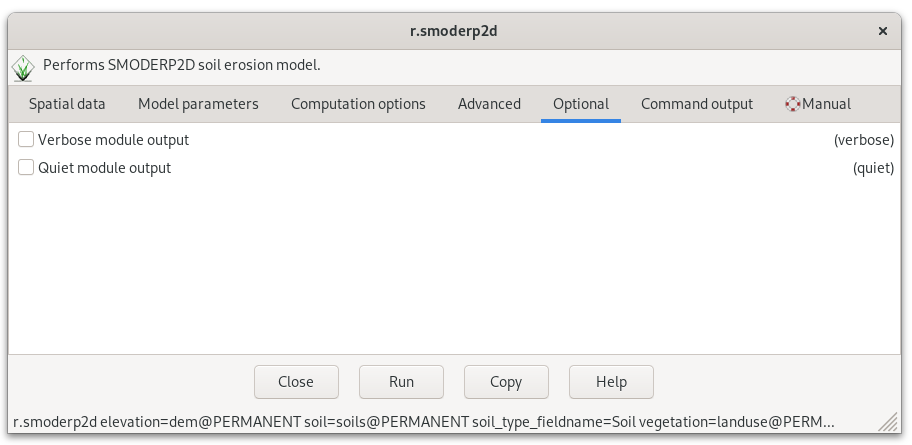 r.smoderp2d ×
Performs SMODERP2D soil erosion model.
Spatial data Model parameters Computation options Advanced Optional Command output Manual
Verbose module output (verbose)
Quiet module output (quiet)
Close Run Copy Help
r.smoderp2d elevation=dem@PERMANENT soil=soils@PERMANENT soil_type_fieldname=Soil vegetation=landuse@PERM...